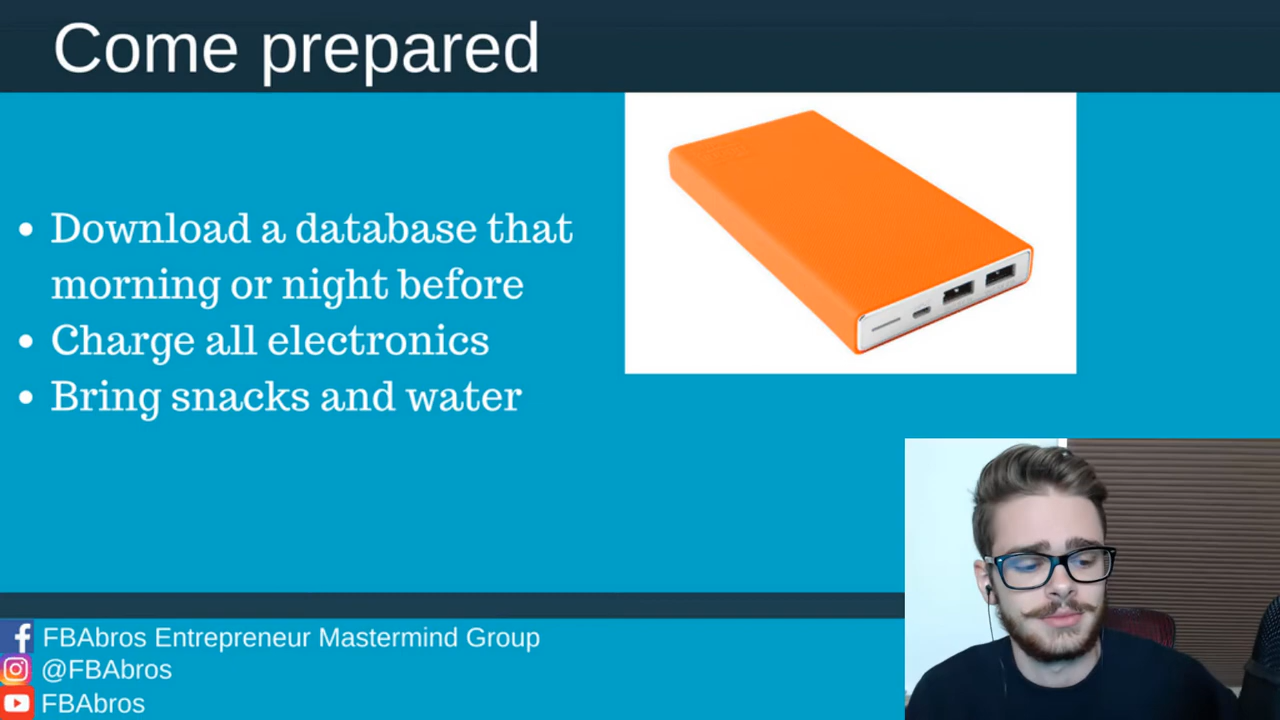 Come prepared
Download a database that
morning or night before
Charge all electronics
Bring snacks and water
FBAbros Entrepreneur Mastermind Group
@FBAbros
FBAbros